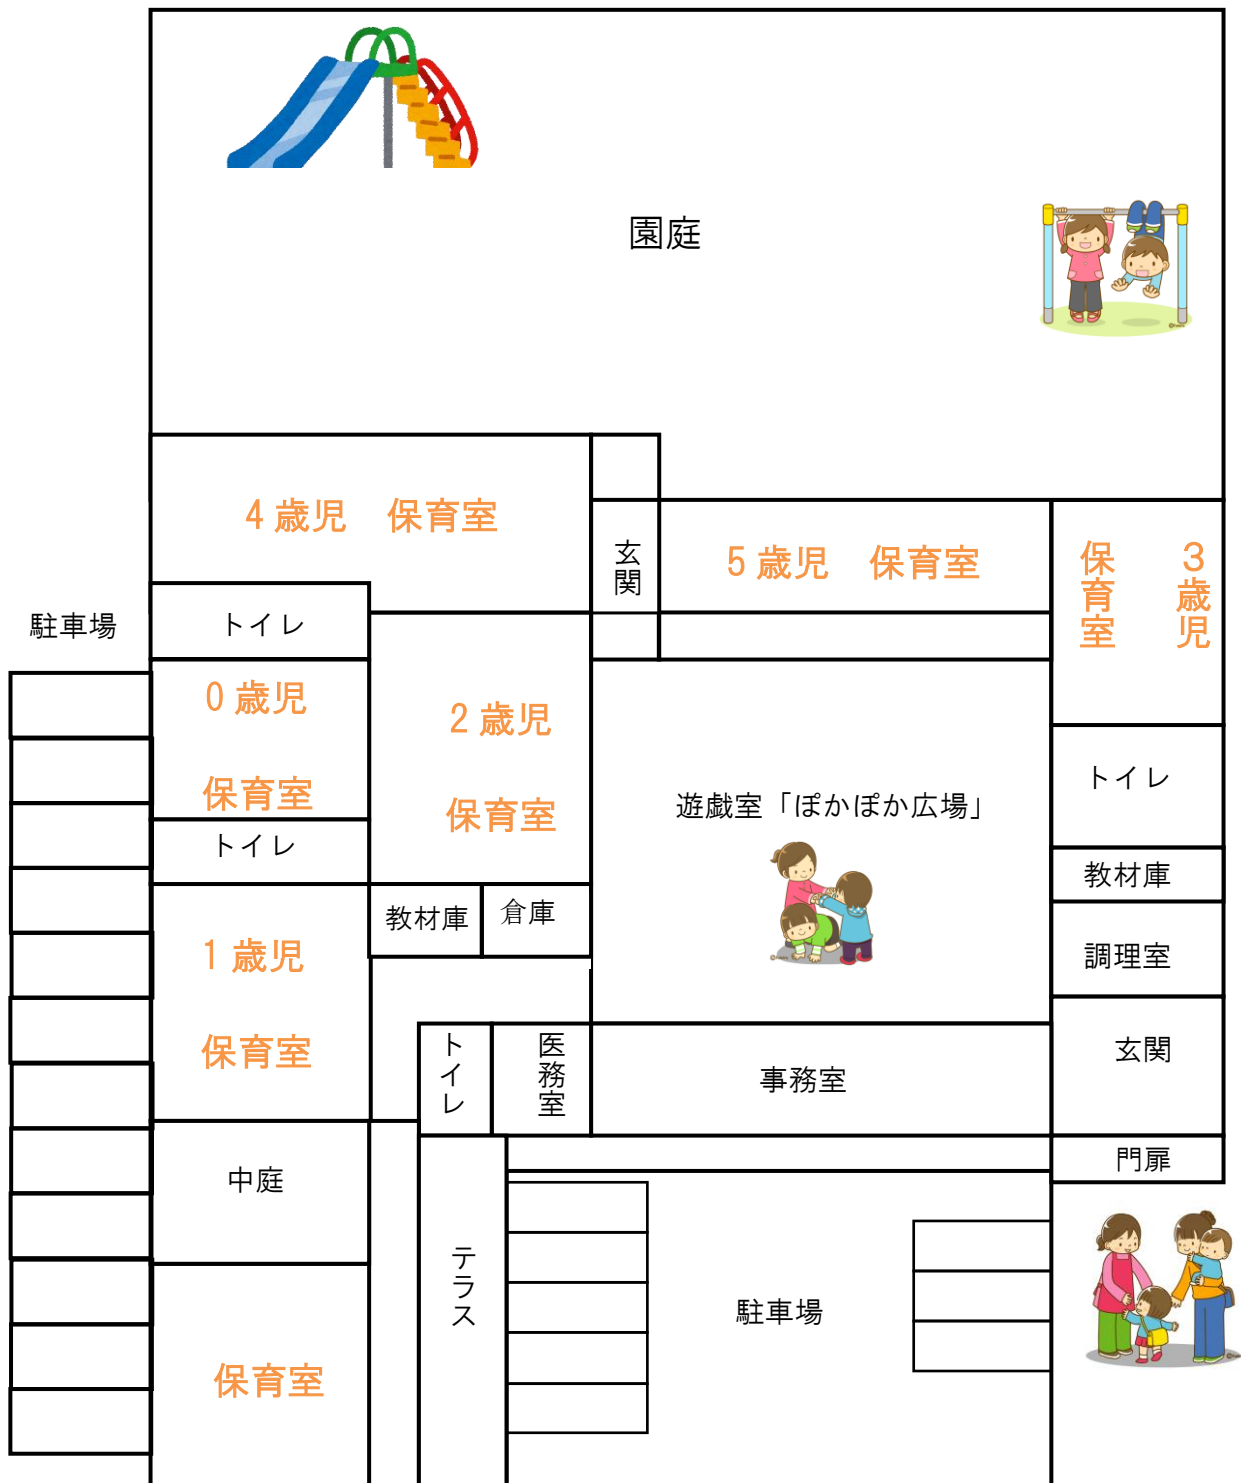 園庭
4歳児　保育室
玄関
5歳児　保育室
3歳児
保育室
駐車場
トイレ
0歳児
保育室
2歳児
保育室
トイレ
遊戯室「ぽかぽか広場」
トイレ
教材庫
教材庫
倉庫
1歳児
保育室
調理室
トイレ
医務室
事務室
玄関
中庭
門扉
テラス
駐車場
保育室